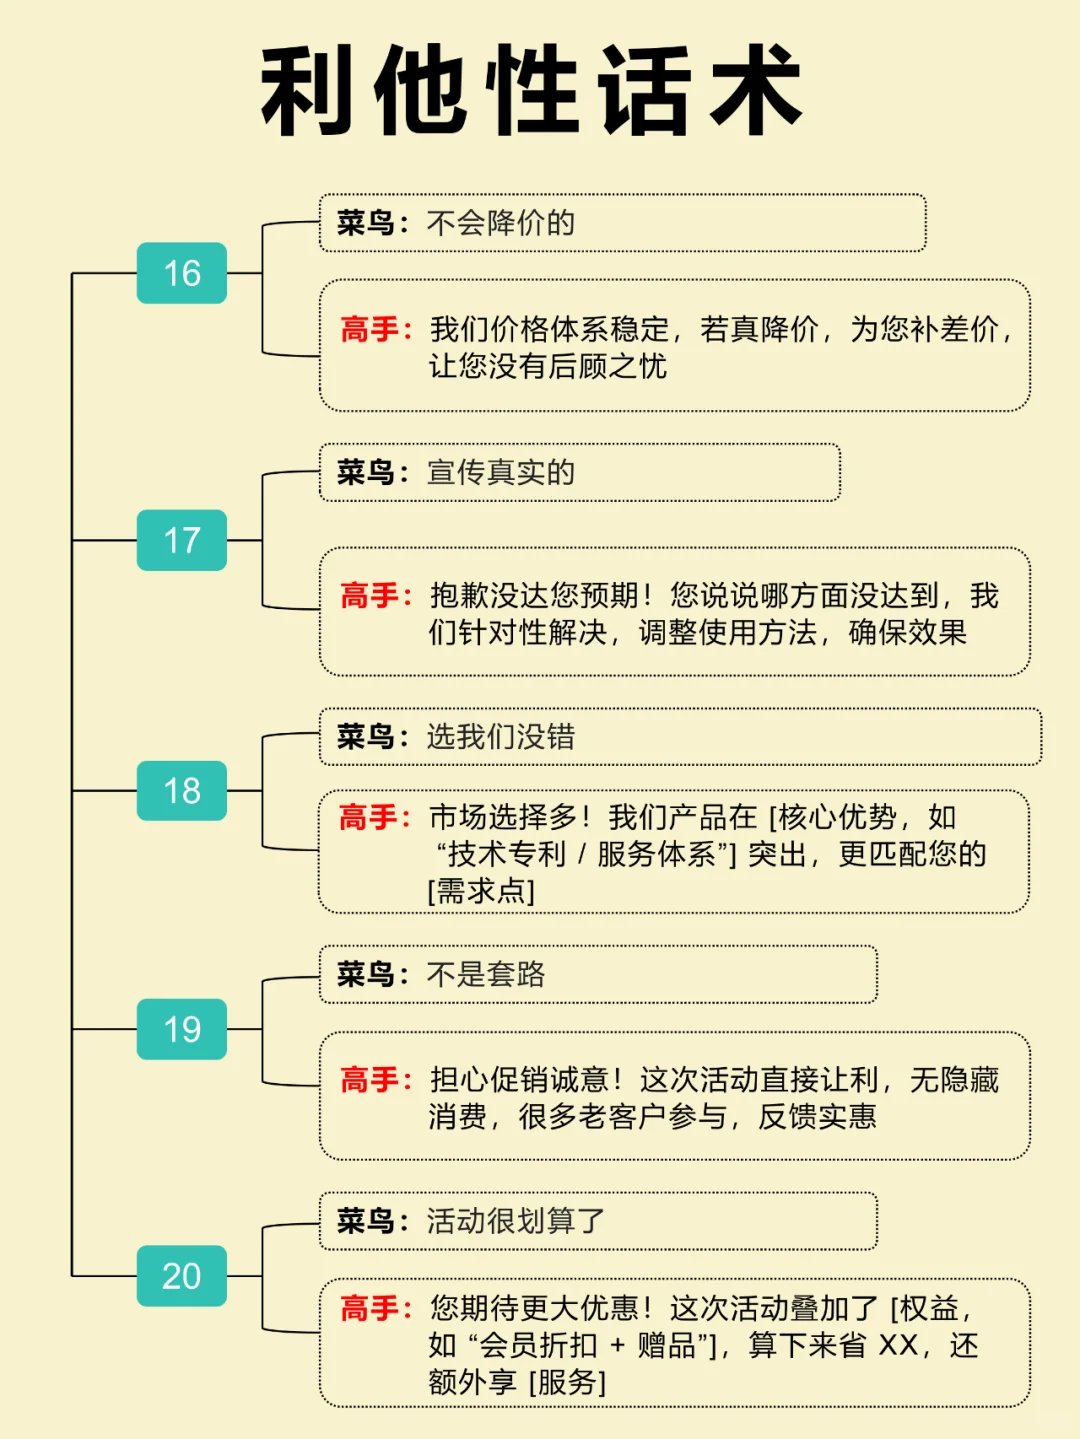 利他性话术
16
菜鸟：不会降价的
高手：我们价格体系稳定，若真降价，为您补差价，
让您没有后顾之忧
17
菜鸟：宣传真实的
高手：抱歉没达您预期！您说说哪方面没达到，我
们针对性解决，调整使用方法，确保效果
18
菜鸟：选我们没错
高手：市场选择多！我们产品在 [核心优势，如
“技术专利 / 服务体系”] 突出，更匹配您的
[需求点]
19
菜鸟：不是套路
高手：担心促销诚意！这次活动直接让利，无隐藏
消费，很多老客户参与，反馈实惠
20
菜鸟：活动很划算了
高手：您期待更大优惠！这次活动叠加了 [权益，
如 “会员折扣 + 赠品”]，算下来省 XX，还
额外享 [服务]